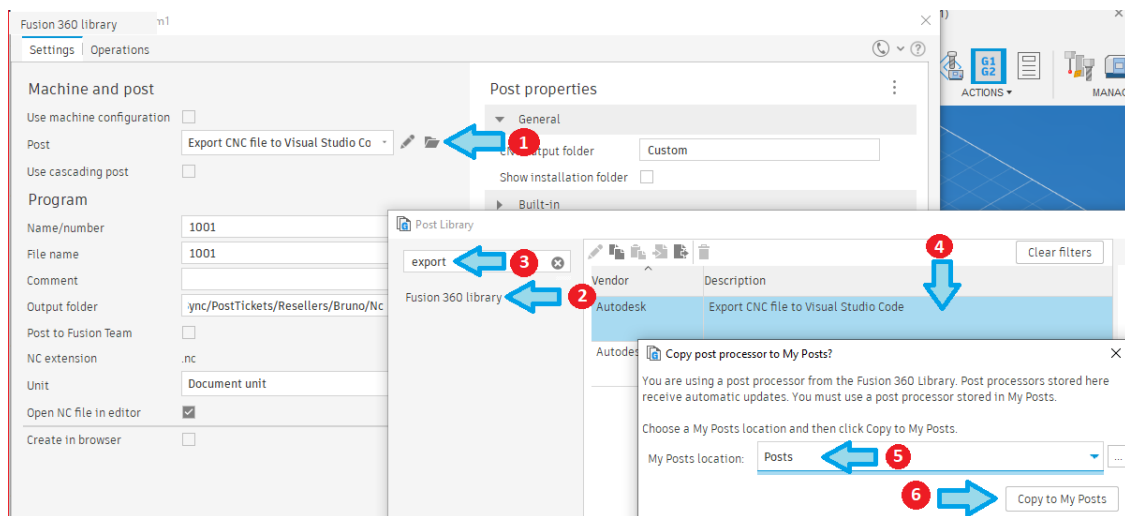 Fusion 360 library
m1
Settings | Operations
Machine and post
Use machine configuration
Post
Export CNC file to Visual Studio Co
1
Use cascading post
Program
Name/number
1001
File name
1001
Comment
Output folder
ync/PostTickets/Resellers/Bruno/Nc
Post to Fusion Team
NC extension
.nc
Unit
Document unit
Open NC file in editor
Create in browser
Post properties
General
output folder
Custom
Show installation folder
Built-in
G1
G2
ACTIONS
MANAG
Post Library
export
3
Fusion 360 library
2
Clear filters
4
Vendor
Description
Autodesk
Export CNC file to Visual Studio Code
Autodes
Copy post processor to My Posts?
You are using a post processor from the Fusion 360 Library. Post processors stored here
receive automatic updates. You must use a post processor stored in My Posts.
Choose a My Posts location and then click Copy to My Posts.
My Posts location:
Posts
5
...
6
Copy to My Posts